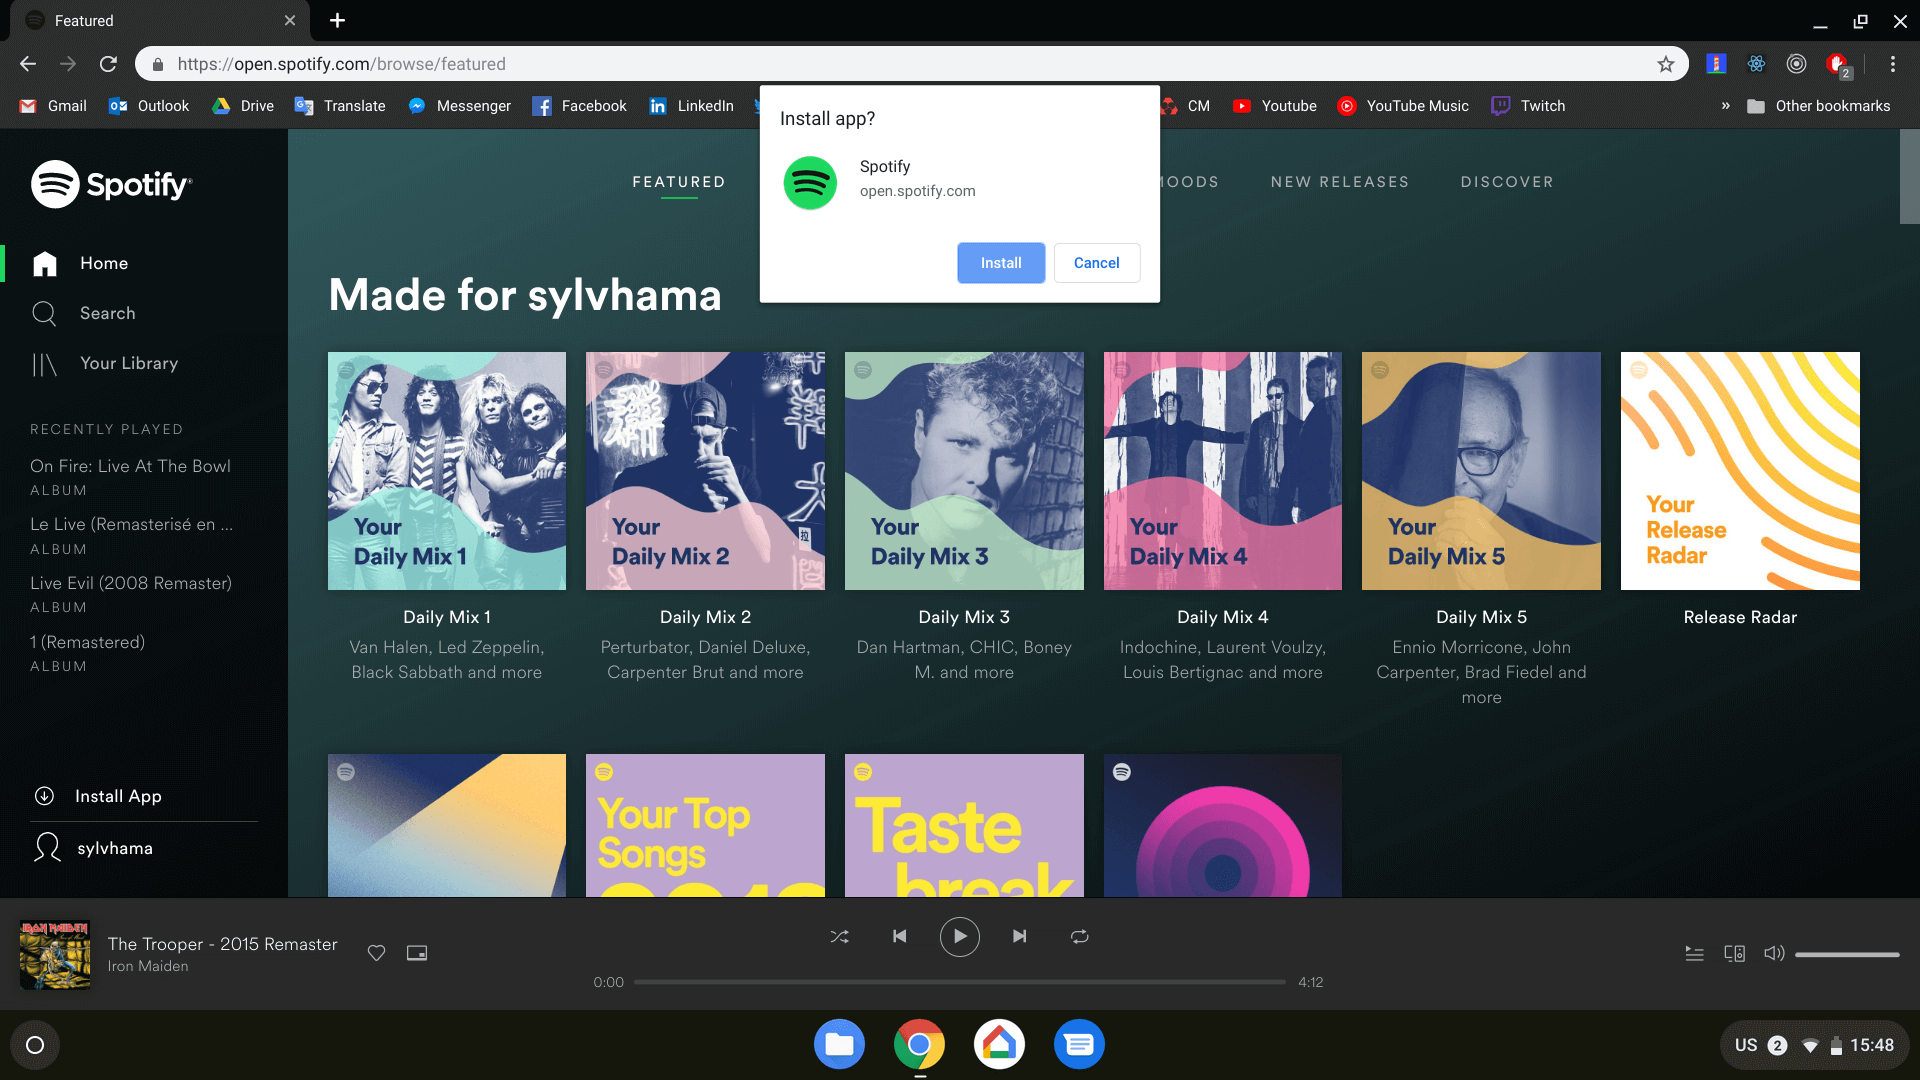 Featured
https://open.spotify.com/browse/featured
2
Gmail
Outlook
Drive
Translate
Messenger
Facebook
LinkedIn
CM
Youtube
YouTube Music
Twitch
»
Other bookmarks
Install app?
Spotify
open.spotify.com
Install
Cancel
Spotify
Home
Search
Your Library
RECENTLY PLAYED
On Fire: Live At The Bowl
ALBUM
Le Live (Remasterisé en ...
ALBUM
Live Evil (2008 Remaster)
ALBUM
1 (Remastered)
ALBUM
Install App
sylvhama
FEATURED
NEW RELEASES
DISCOVER
Made for sylvhama
Your
Daily Mix 1
Your
Daily Mix 2
Your
Daily Mix 3
Your
Daily Mix 4
Your
Daily Mix 5
Your
Release
Radar
Daily Mix 1
Van Halen, Led Zeppelin,
Black Sabbath and more
Daily Mix 2
Perturbator, Daniel Deluxe,
Carpenter Brut and more
Daily Mix 3
Dan Hartman, CHIC, Boney
M. and more
Daily Mix 4
Indochine, Laurent Voulzy,
Louis Bertignac and more
Daily Mix 5
Ennio Morricone, John
Carpenter, Brad Fiedel and
more
Release Radar
Your Top
Songs
Taste
break
IRON MAIDEN
The Trooper - 2015 Remaster
Iron Maiden
0:00
4:12
US
2
15:48